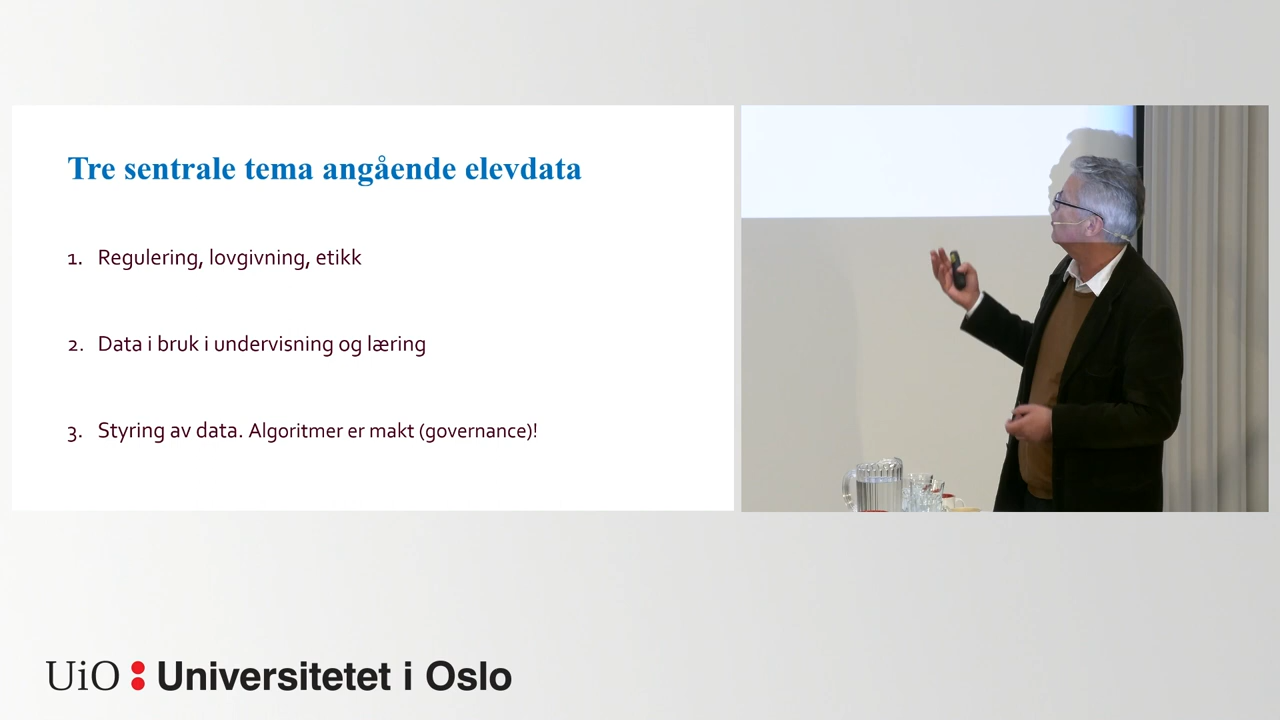 Tre sentrale tema angående elevdata
1. Regulering, lovgivning, etikk
2. Data i bruk i undervisning og læring
3. Styring av data. Algoritmer er makt (governance)!
UiO : Universitetet i Oslo